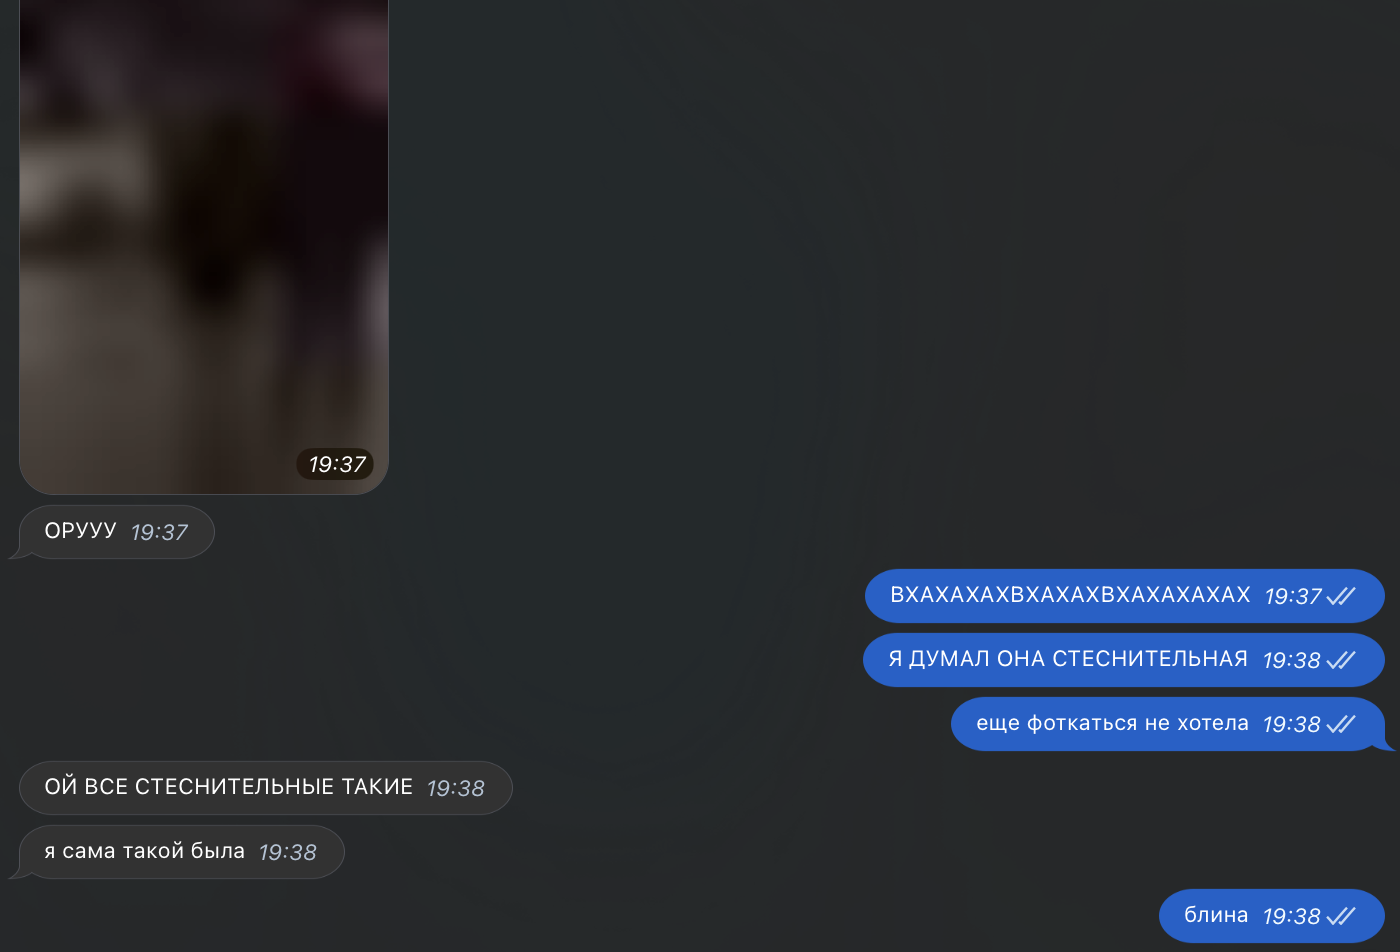 19:37
ОРУУУ 19:37
ВХАХАХАХВХАХАХВХАХАХАХАХ 19:37
Я ДУМАЛ ОНА СТЕСНИТЕЛЬНАЯ 19:38
еще фоткаться не хотела 19:38
ОЙ ВСЕ СТЕСНИТЕЛЬНЫЕ ТАКИЕ 19:38
я сама такой была 19:38
блина 19:38